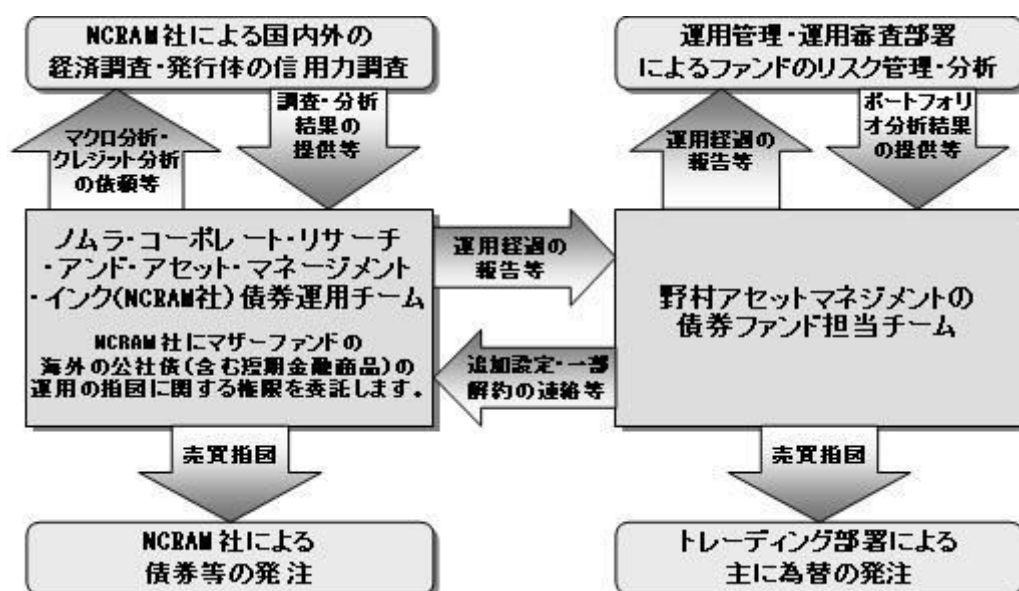 NCRAM社による国内外の
経済調査・発行体の信用力調査
運用管理・運用審査部署
によるファンドのリスク管理・分析
マクロ分析・
クレジット分析
の依頼等
調査・分析
結果の
提供等
運用経過の
報告等
ポートフォリ
オ分析結果
の提供等
ノムラ・コーポレート・リサーチ
・アンド・アセット・マネージメント
・インク(NCRAM社)債券運用チーム
NCRAM社にマザーファンドの
海外の公社債(含む短期金融商品)の
運用の指図に関する権限を委託します。
運用経過の
報告等
追加設定・一部
解約の連絡等
野村アセットマネジメントの
債券ファンド担当チーム
売買指図
売買指図
NCRAM社による
債券等の発注
トレーディング部署による
主に為替の発注